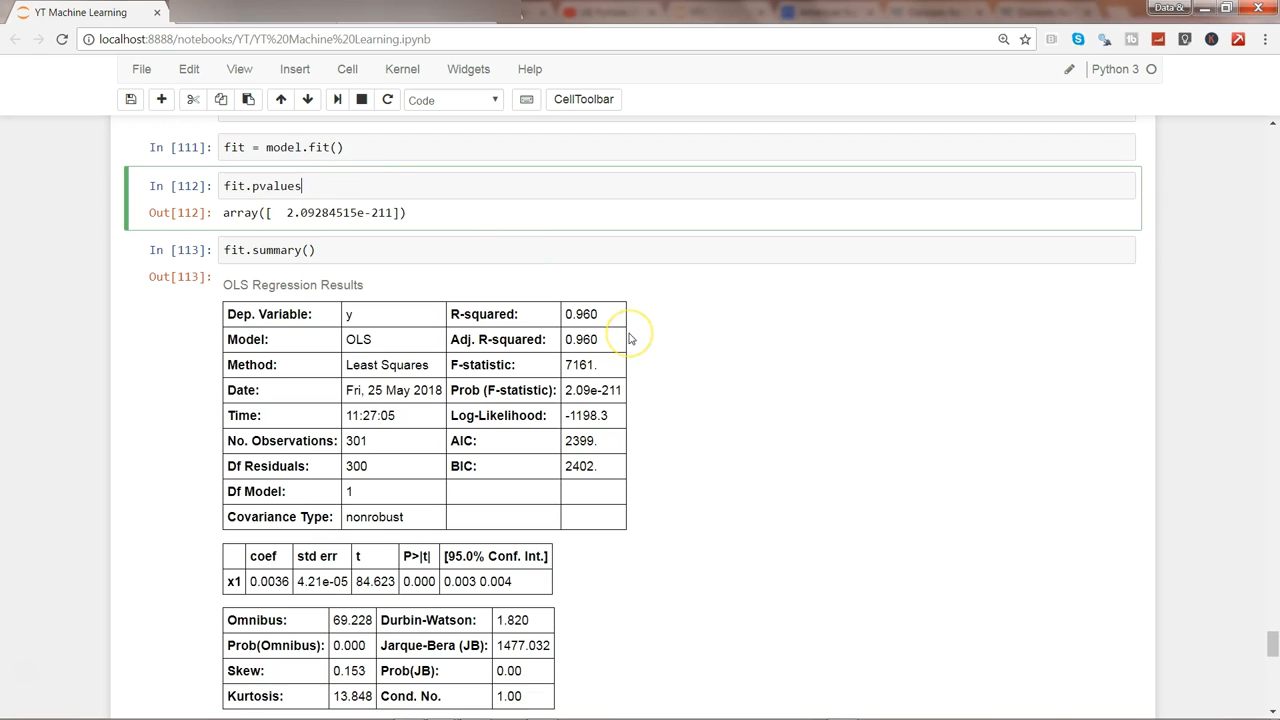 YT Machine Learning
Data &
localhost:8888/notebooks/YT/YT%20Machine%20Learning.ipynb
File Edit View Insert Cell Kernel Widgets Help Python 3
Code CellToolbar
In [111]: fit = model.fit()
In [112]: fit.pvalues
Out[112]: array([  2.09284515e-211])
In [113]: fit.summary()
Out[113]:
OLS Regression Results
Dep. Variable: y R-squared: 0.960
Model: OLS Adj. R-squared: 0.960
Method: Least Squares F-statistic: 7161.
Date: Fri, 25 May 2018 Prob (F-statistic): 2.09e-211
Time: 11:27:05 Log-Likelihood: -1198.3
No. Observations: 301 AIC: 2399.
Df Residuals: 300 BIC: 2402.
Df Model: 1
Covariance Type: nonrobust
coef std err t P>|t| [95.0% Conf. Int.]
x1 0.0036 4.21e-05 84.623 0.000 0.003 0.004
Omnibus: 69.228 Durbin-Watson: 1.820
Prob(Omnibus): 0.000 Jarque-Bera (JB): 1477.032
Skew: 0.153 Prob(JB): 0.00
Kurtosis: 13.848 Cond. No. 1.00